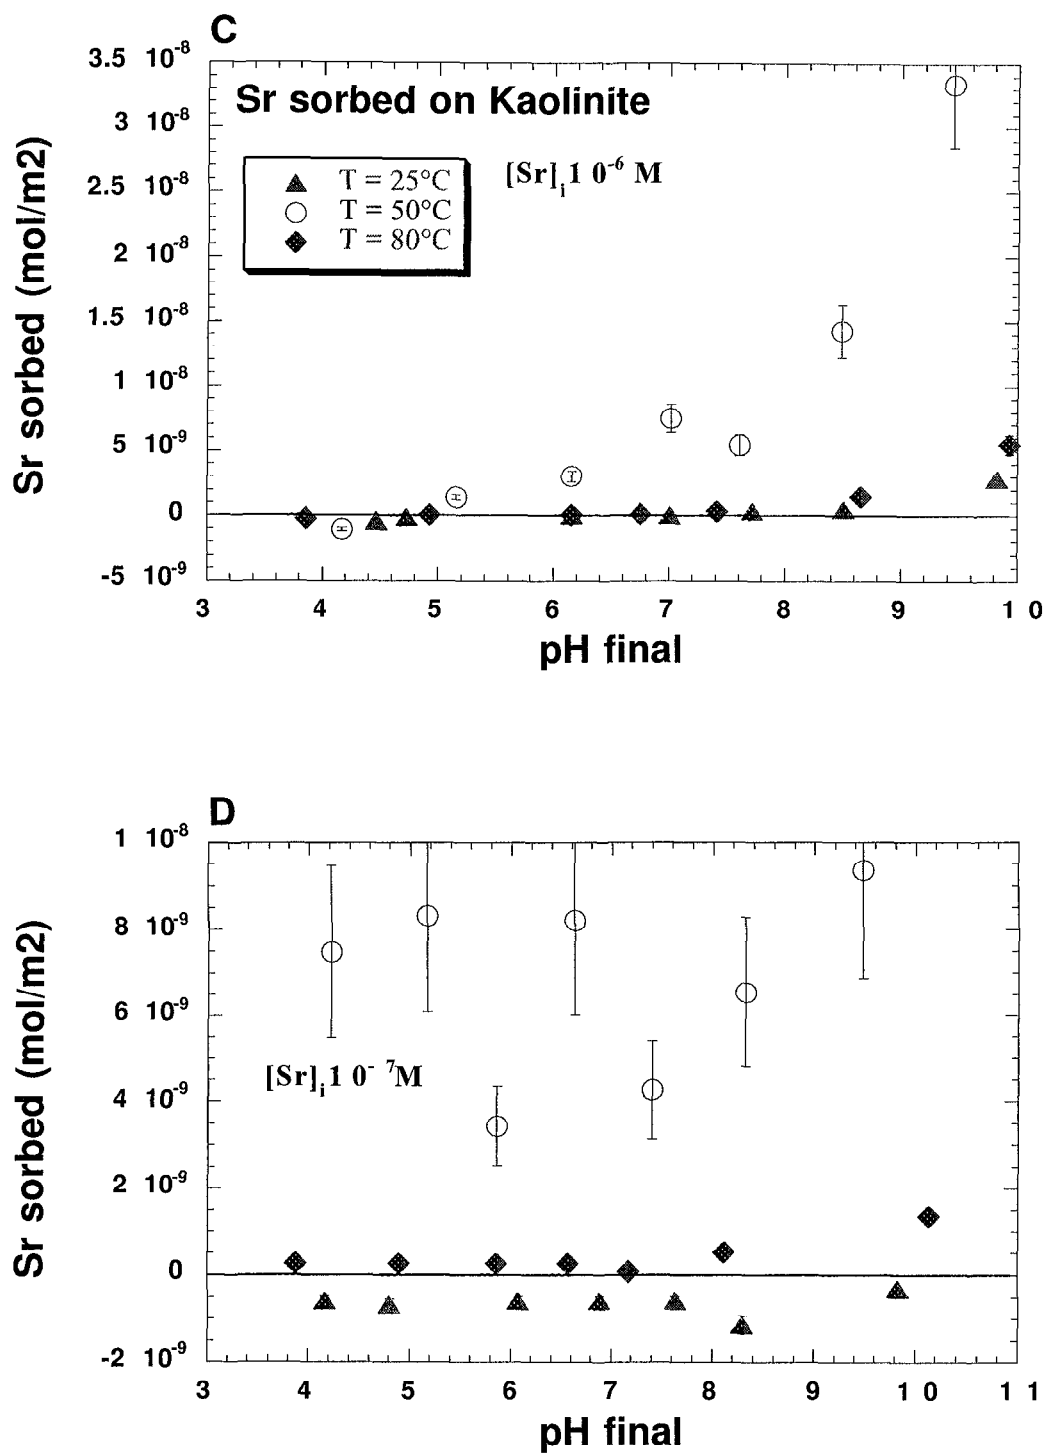 C
3.5 10-8
3 10-8
2.5 10-8
2 10-8
1.5 10-8
1 10-8
5 10-9
0
-5 10-9
Sr sorbed (mol/m2)
Sr sorbed on Kaolinite
[Sr]i1 0-6 M
T = 25°C
T = 50°C
T = 80°C
3 4 5 6 7 8 9 1 0
pH final
D
1 10-8
8 10-9
6 10-9
4 10-9
2 10-9
0
-2 10-9
Sr sorbed (mol/m2)
[Sr]i1 0- 7M
3 4 5 6 7 8 9 1 0 1 1
pH final